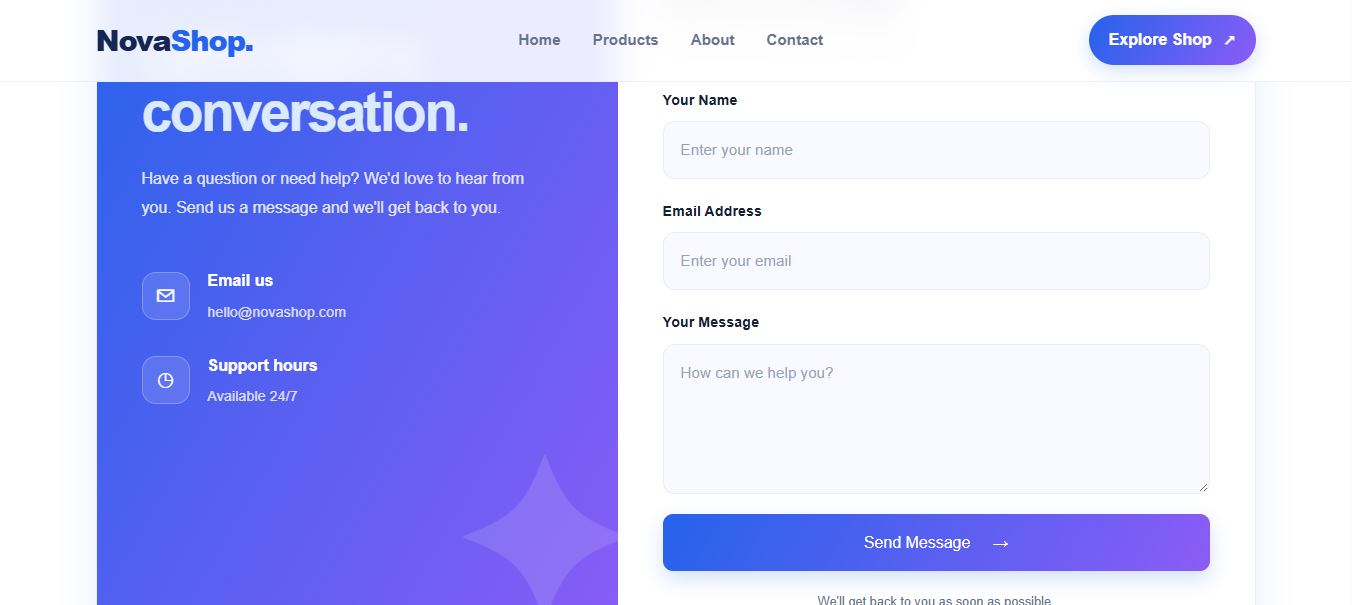 NovaShop.
Home
Products
About
Contact
Explore Shop ↗
conversation.
Have a question or need help? We'd love to hear from
you. Send us a message and we'll get back to you.
Email us
hello@novashop.com
Support hours
Available 24/7
Your Name
Enter your name
Email Address
Enter your email
Your Message
How can we help you?
Send Message →
We'll get back to you as soon as possible